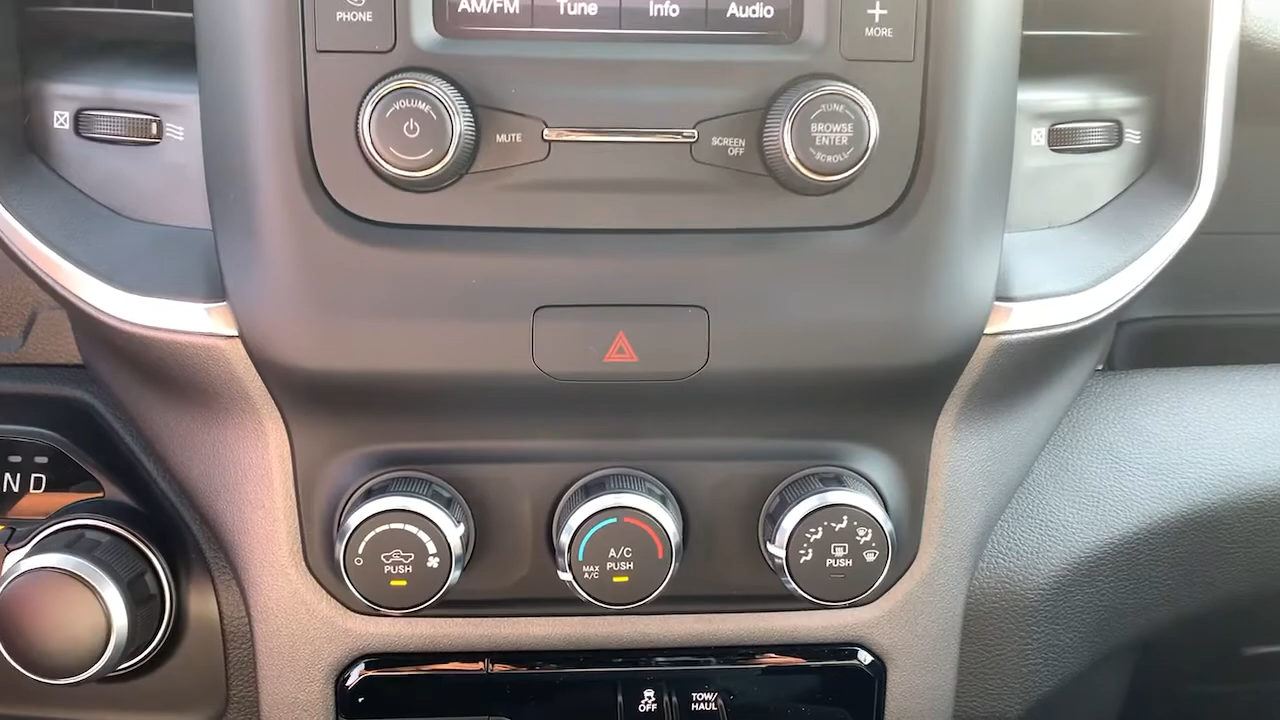 AM/FM Tune Info Audio
PHONE
MORE
VOLUME
MUTE
SCREEN
OFF
TUNE
BROWSE
ENTER
SCROLL
N D
PUSH
A/C
PUSH
MAX
A/C
PUSH
OFF
TOW/
HAUL